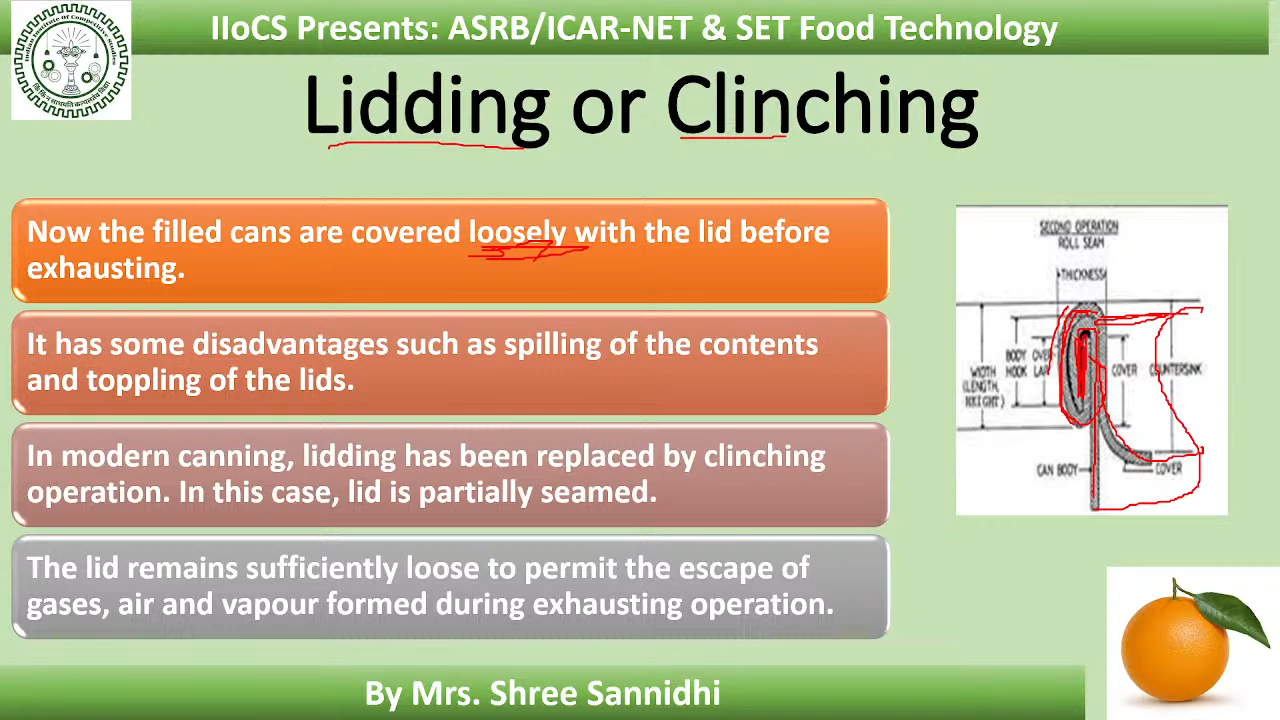 IIoCS Presents: ASRB/ICAR-NET & SET Food Technology
Lidding or Clinching
Now the filled cans are covered loosely with the lid before
exhausting.
It has some disadvantages such as spilling of the contents
and toppling of the lids.
In modern canning, lidding has been replaced by clinching
operation. In this case, lid is partially seamed.
The lid remains sufficiently loose to permit the escape of
gases, air and vapour formed during exhausting operation.
SECOND OPERATION
ROLL SEAM
THICKNESS
WIDTH
(LENGTH,
HEIGHT)
BODY
HOOK
OVER
LAP
COVER
COUNTERSINK
CAN BODY
COVER
By Mrs. Shree Sannidhi